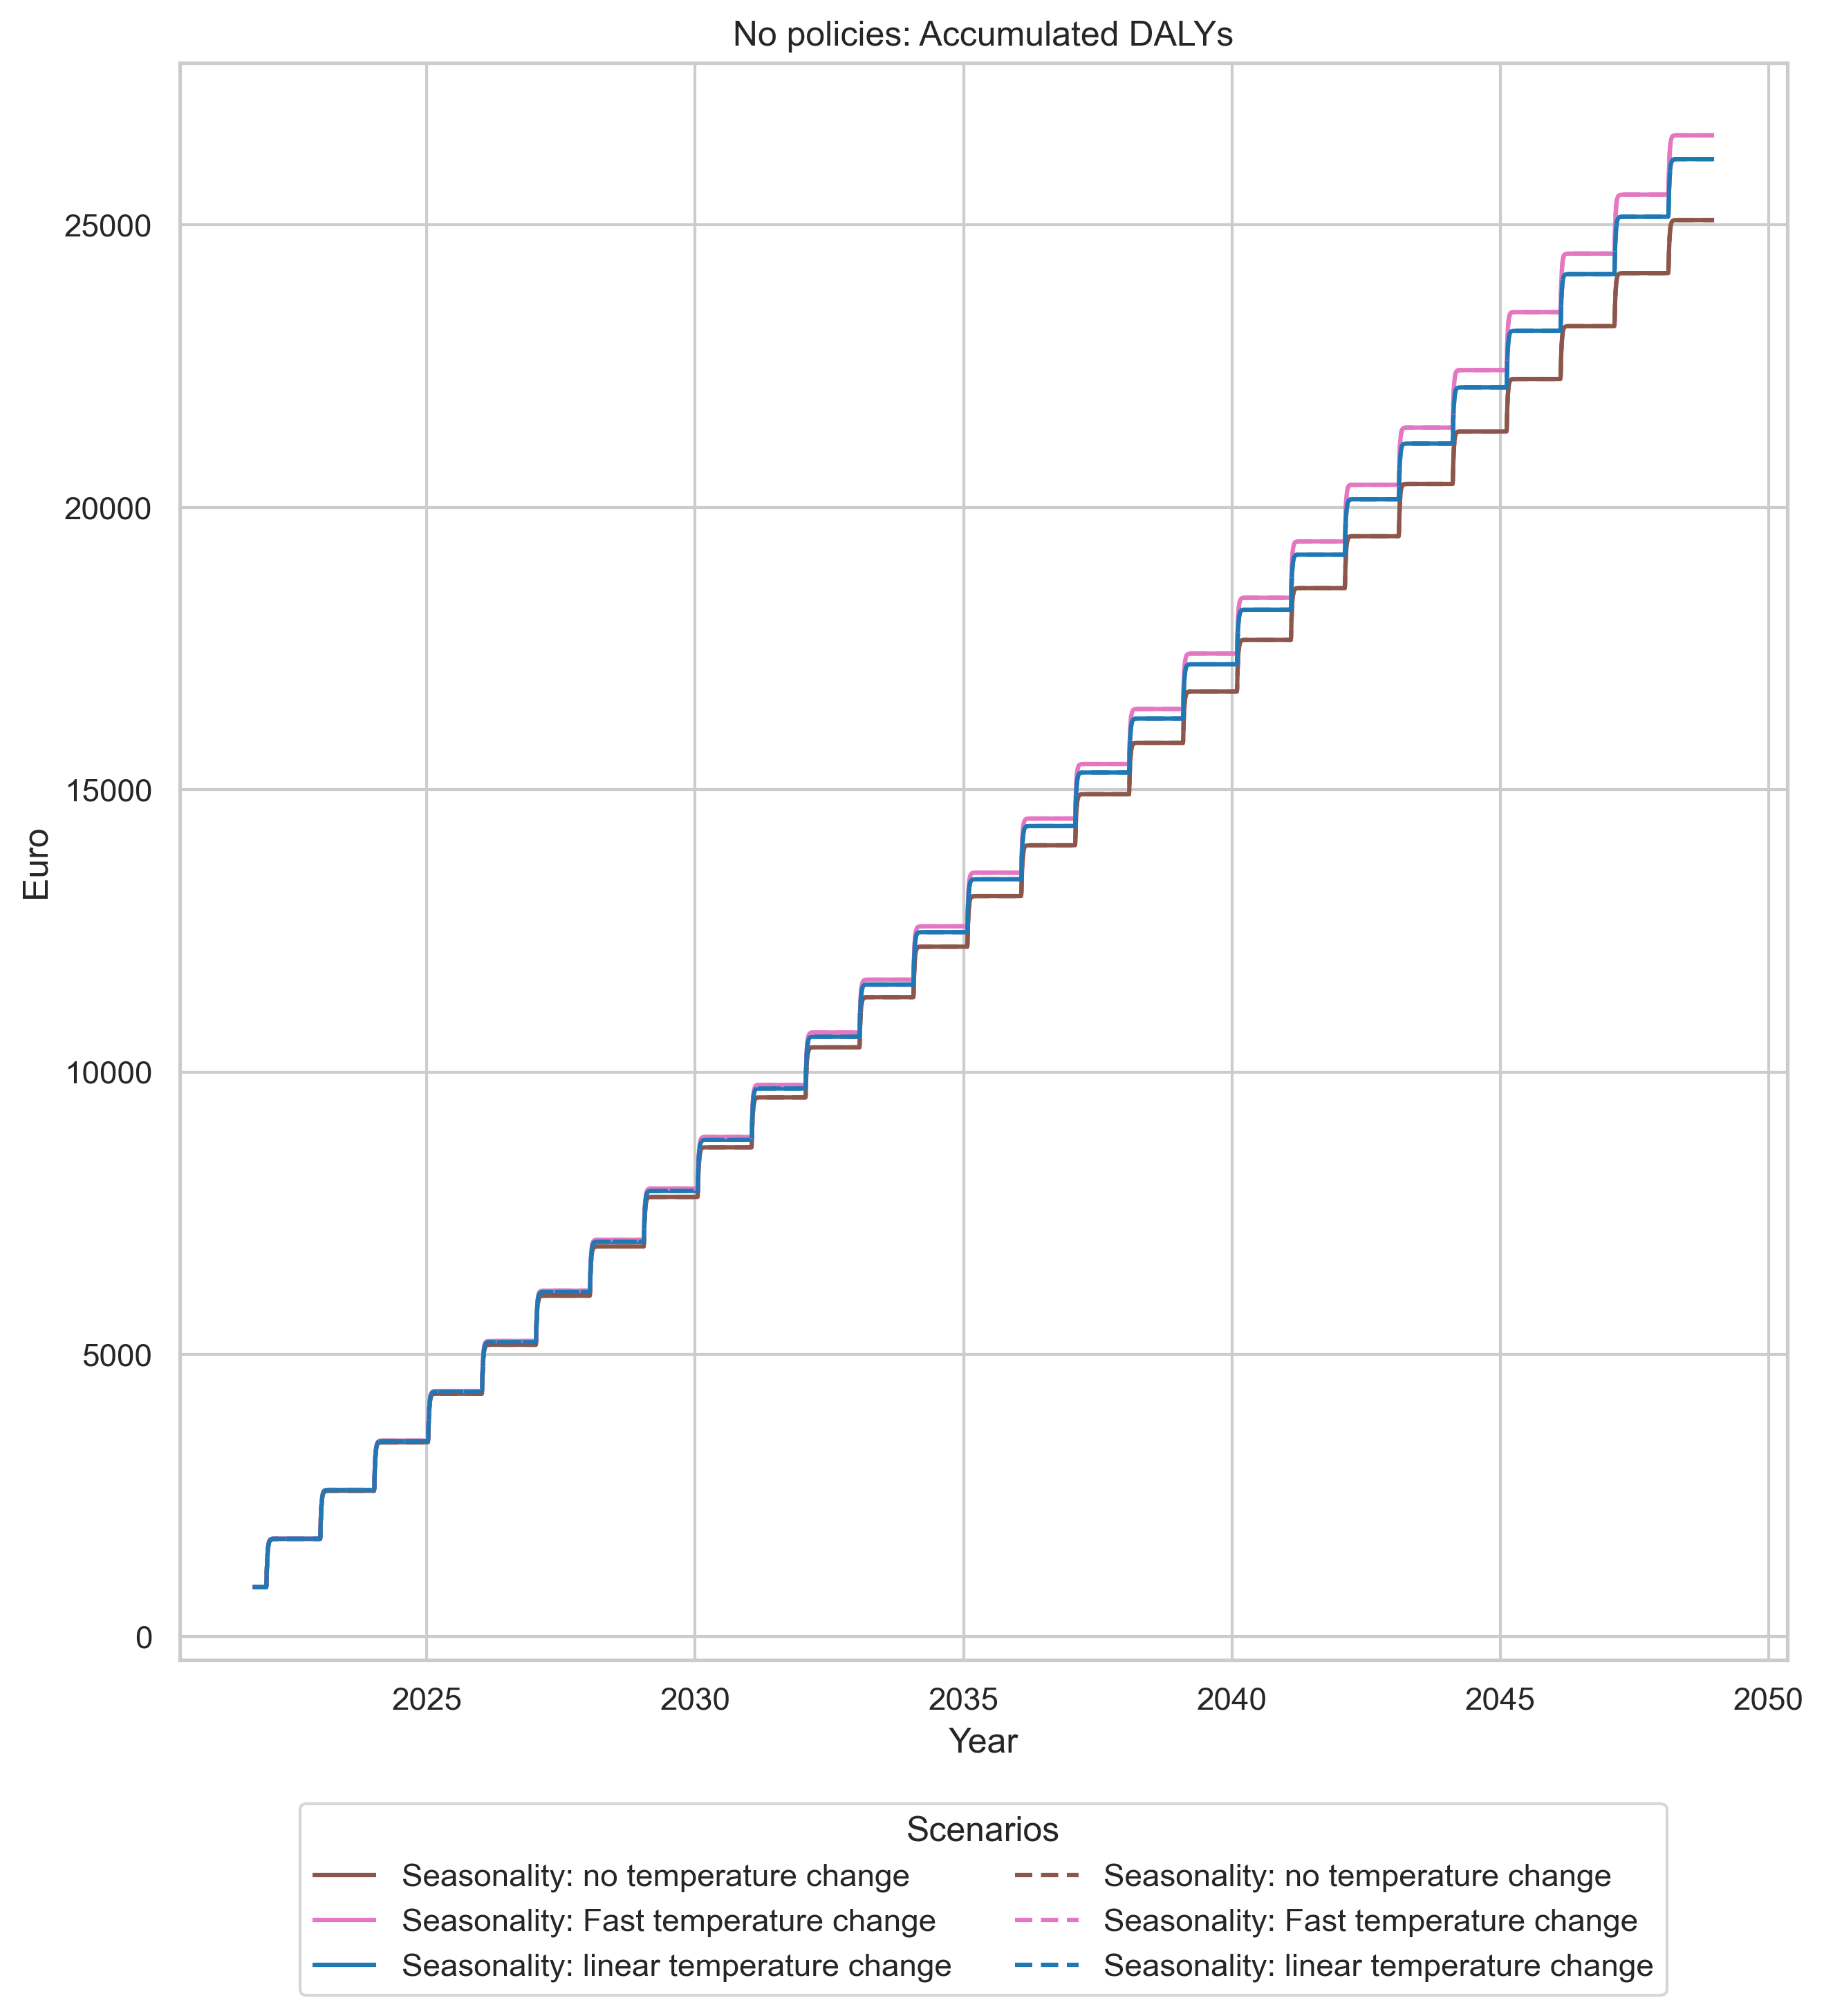 No policies: Accumulated DALYs
25000
20000
15000
10000
5000
0
Euro
2025
2030
2035
2040
2045
2050
Year
Scenarios
Seasonality: no temperature change
Seasonality: Fast temperature change
Seasonality: linear temperature change
Seasonality: no temperature change
Seasonality: Fast temperature change
Seasonality: linear temperature change